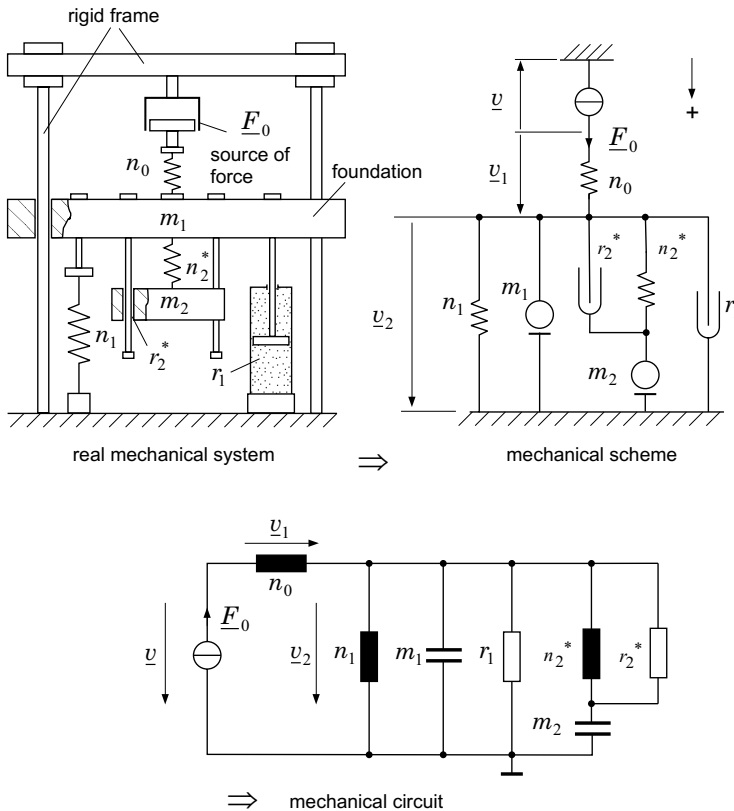 rigid frame
F₀
source of
force
n₀
foundation
m₁
n₂*
m₂
n₁
r₂*
r₁
real mechanical system
⇒
v
F₀
+
v₁
n₀
v₂
n₁
m₁
r₂*
n₂*
r
m₂
mechanical scheme
v₁
n₀
F₀
v
v₂
n₁
m₁
r₁
n₂*
r₂*
m₂
⇒ mechanical circuit